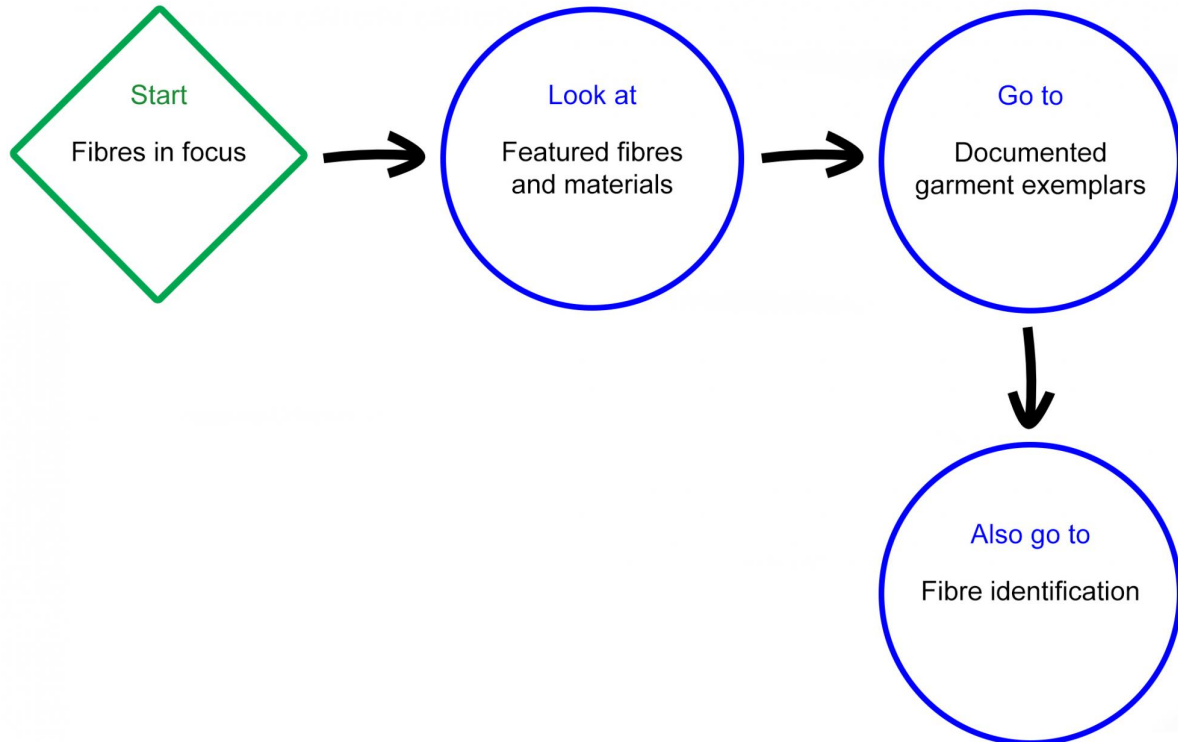 Start
Fibres in focus
Look at
Featured fibres
and materials
Go to
Documented
garment exemplars
Also go to
Fibre identification